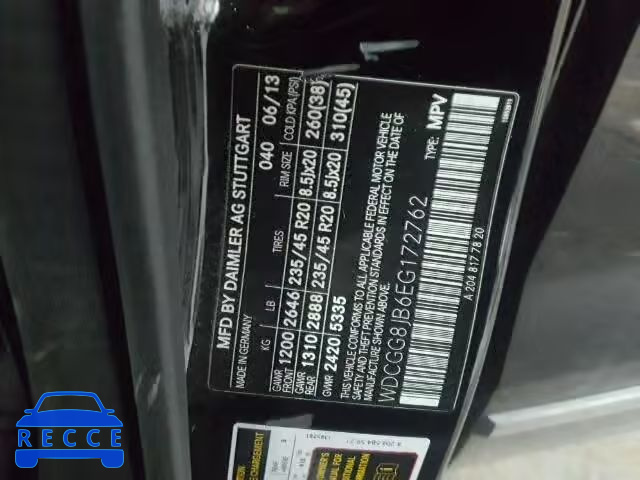 MFD BY DAIMLER AG STUTTGART
MADE IN GERMANY 040 06/13
KG LB TIRES RIM SIZE COLD KPA(PSI)
GAWR FRONT 1200 2646 235/45 R20 8.5jx20 260(38)
GAWR REAR 1310 2888 235/45 R20 8.5jx20 310(45)
GVWR 2420 5335
THIS VEHICLE CONFORMS TO ALL APPLICABLE FEDERAL MOTOR VEHICLE
SAFETY AND THEFT PREVENTION STANDARDS IN EFFECT ON THE DATE OF
MANUFACTURE SHOWN ABOVE.
WDCGG8JB6EG172762 TYPE: MPV
A 204 817 78 20
RECCE